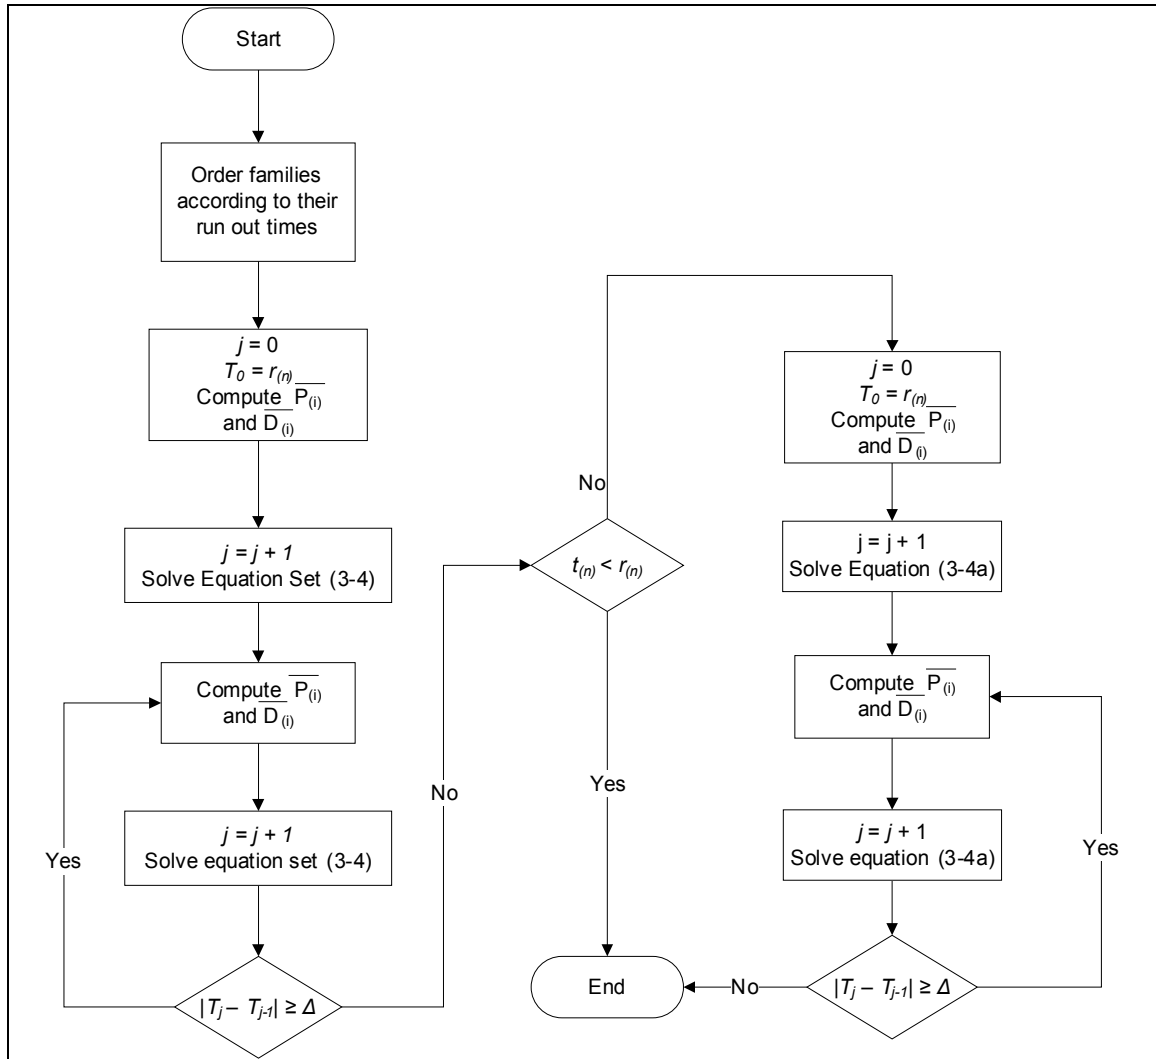 Start
Order families
according to their
run out times
j = 0
T₀ = r₍ₙ₎
Compute P̅₍ᵢ₎
and D̅₍ᵢ₎
j = j + 1
Solve Equation Set (3-4)
Compute P̅₍ᵢ₎
and D̅₍ᵢ₎
j = j + 1
Solve equation set (3-4)
Yes
|Tⱼ – Tⱼ₋₁| ≥ Δ
No
t₍ₙ₎ < r₍ₙ₎
No
Yes
End
j = 0
T₀ = r₍ₙ₎
Compute P̅₍ᵢ₎
and D̅₍ᵢ₎
j = j + 1
Solve Equation (3-4a)
Compute P̅₍ᵢ₎
and D̅₍ᵢ₎
j = j + 1
Solve equation (3-4a)
Yes
|Tⱼ – Tⱼ₋₁| ≥ Δ
No